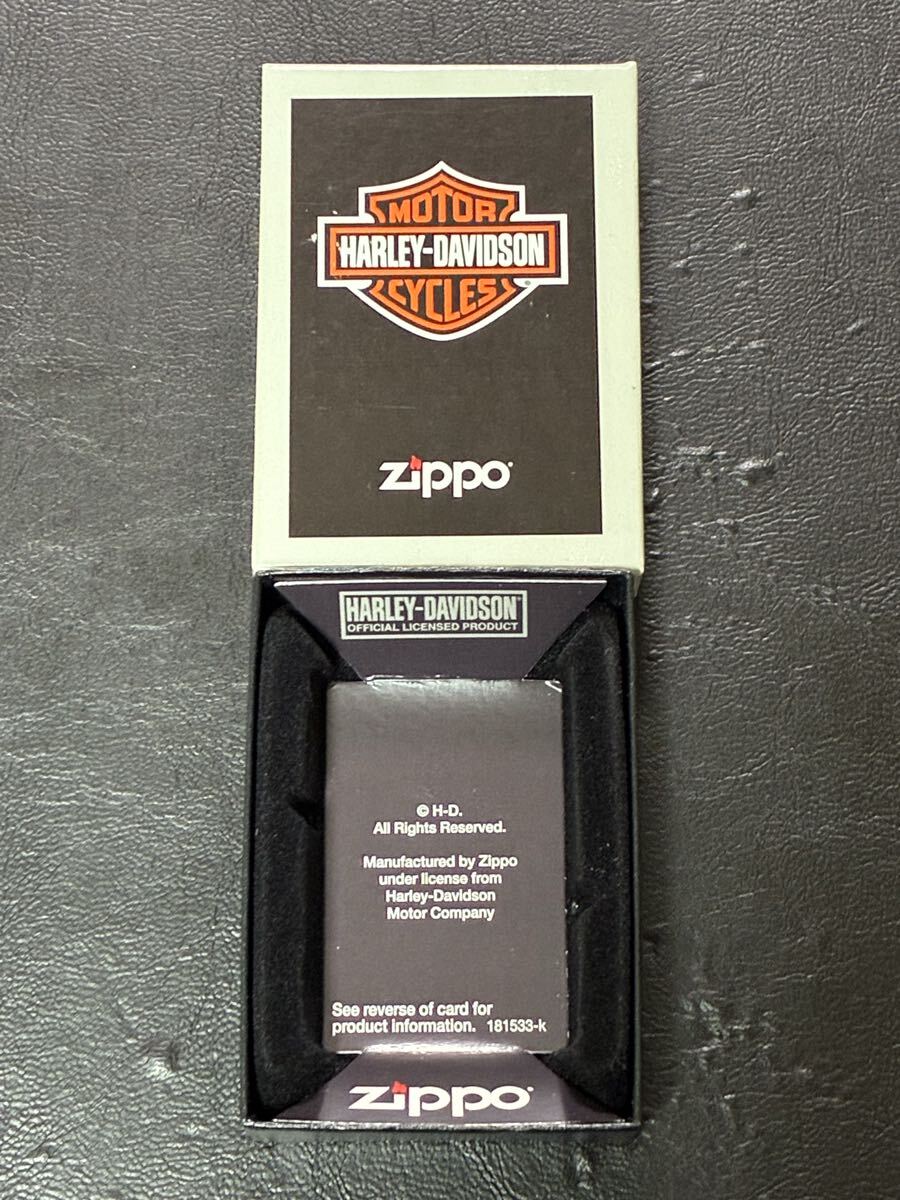 MOTOR
HARLEY-DAVIDSON
CYCLES
®
zippo®
HARLEY-DAVIDSON™
OFFICIAL LICENSED PRODUCT
© H-D.
All Rights Reserved.
Manufactured by Zippo
under license from
Harley-Davidson
Motor Company
See reverse of card for
product information. 181533-k
zippo®